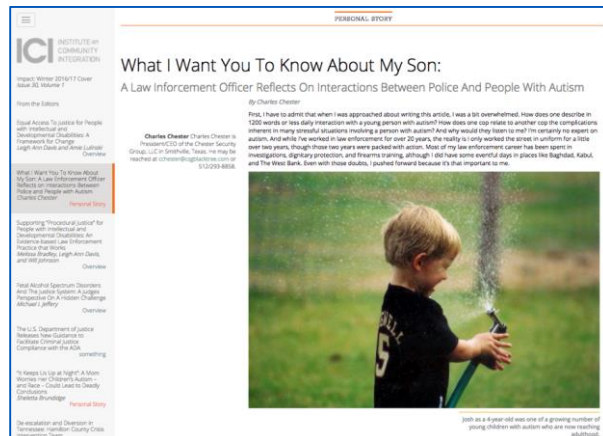 PERSONAL STORY
ICI
INSTITUTE on
COMMUNITY
INTEGRATION
Impact: Winter 2016/17 Cover
Issue 30, Volume 1
From the Editors
Equal Access To Justice for People
with Intellectual and
Developmental Disabilities: A
Framework for Change
Leigh Ann Davis and Amie Lulinski
Overview
What I Want You To Know About My
Son: A Law Enforcement Officer
Reflects on Interactions Between
Police and People with Autism
Charles Chester
Personal Story
Supporting "Procedural Justice" for
People with Intellectual and
Developmental Disabilities: An
Evidence-based Law Enforcement
Practice that Works
Melissa Bradley, Leigh Ann Davis,
and Will Johnson
Overview
Fetal Alcohol Spectrum Disorders
And The Justice System: A Judges
Perspective On A Hidden Challenge
Michael I. Jeffery
Overview
The U.S. Department of Justice
Releases New Guidance to
Facilitate Criminal Justice
Compliance with the ADA
something
"It Keeps Us Up at Night": A Mom
Worries Her Children's Autism –
and Race – Could Lead to Deadly
Conclusions
Sheletta Brundidge
Personal Story
De-escalation and Diversion in
Tennessee: Hamilton County Crisis
Intervention Team
What I Want You To Know About My Son:
A Law Enforcement Officer Reflects On Interactions Between Police And People With Autism
By Charles Chester
Charles Chester Charles Chester is
President/CEO of the Chester Security
Group, LLC in Smithville, Texas. He may be
reached at or
512/293-8858.
First, I have to admit that when I was approached about writing this article, I was a bit overwhelmed. How does one describe in
1200 words or less daily interaction with a young person with autism? How does one cop relate to another cop the complications
inherent in many stressful situations involving a person with autism? And why would they listen to me? I'm certainly no expert on
autism. And while I've worked in law enforcement for over 20 years, the reality is I only worked the street in uniform for a little
over two years, though those two years were packed with action. Most of my law enforcement career has been spent in
investigations, dignitary protection, and firearms training, although I did have some eventful days in places like Baghdad, Kabul,
and The West Bank. Even with those doubts, I pushed forward because it's that important to me.
Josh as a 4-year-old was one of a growing number of
young children with autism who are now reaching
adulthood.